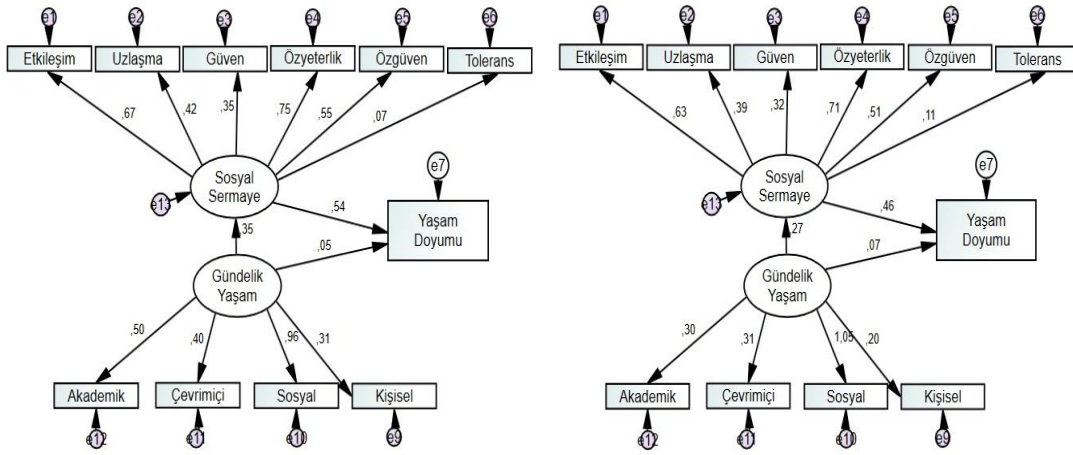 e1 e2 e3 e4 e5 e6
Etkileşim Uzlaşma Güven Özyeterlik Özgüven Tolerans
,67 ,42 ,35 ,75 ,55 ,07
Sosyal
Sermaye
e13
e7
,54
Yaşam
Doyumu
,35
,05
Gündelik
Yaşam
,50 ,40 ,96 ,31
Akademik Çevrimiçi Sosyal Kişisel
e12 e11 e10 e9
e1 e2 e3 e4 e5 e6
Etkileşim Uzlaşma Güven Özyeterlik Özgüven Tolerans
,63 ,39 ,32 ,71 ,51 ,11
Sosyal
Sermaye
e13
e7
,46
Yaşam
Doyumu
,27
,07
Gündelik
Yaşam
,30 ,31 1,05 ,20
Akademik Çevrimiçi Sosyal Kişisel
e12 e11 e10 e9